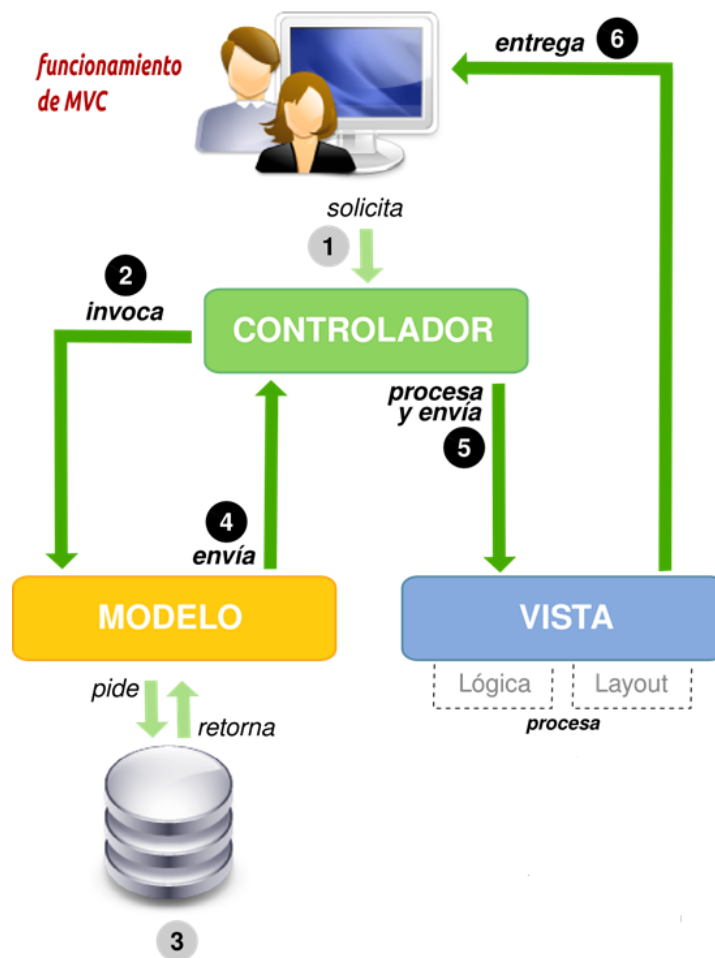 funcionamiento
de MVC
entrega 6
solicita
1
2
invoca
CONTROLADOR
procesa
y envía
5
4
envía
MODELO
VISTA
Lógica
Layout
procesa
pide
retorna
3